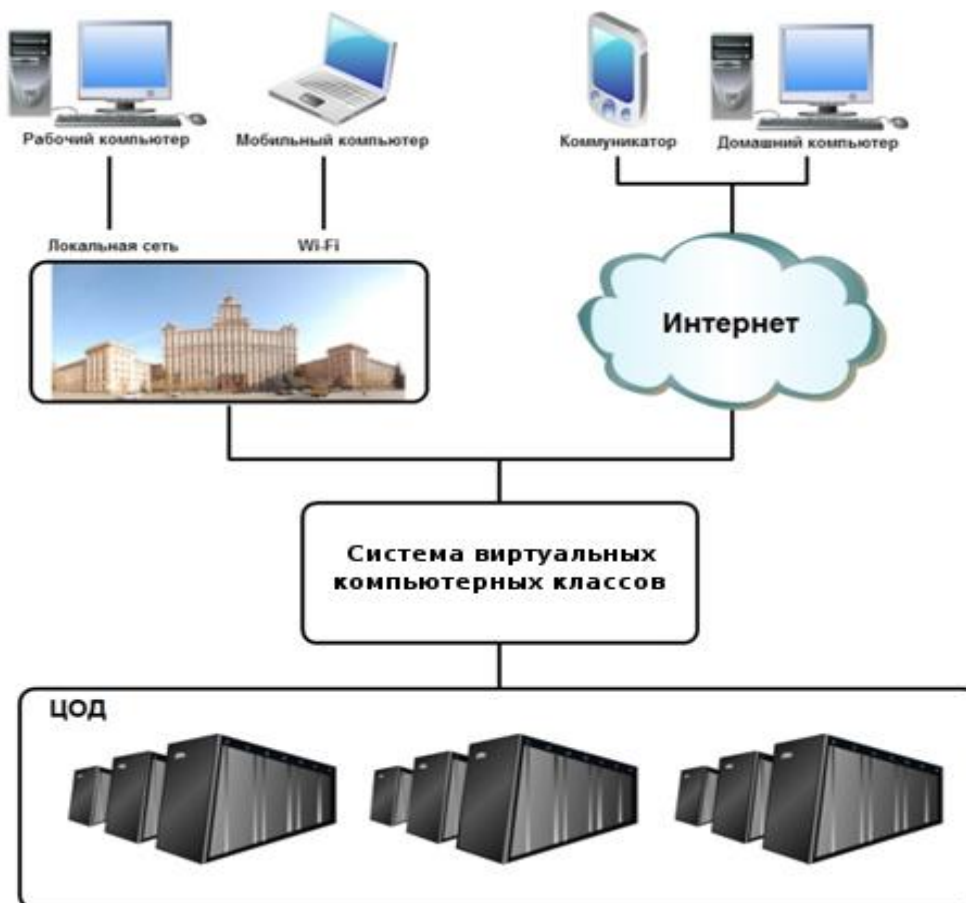 Рабочий компьютер
Мобильный компьютер
Коммуникатор
Домашний компьютер
Локальная сеть
Wi-Fi
Интернет
Система виртуальных
компьютерных классов
ЦОД